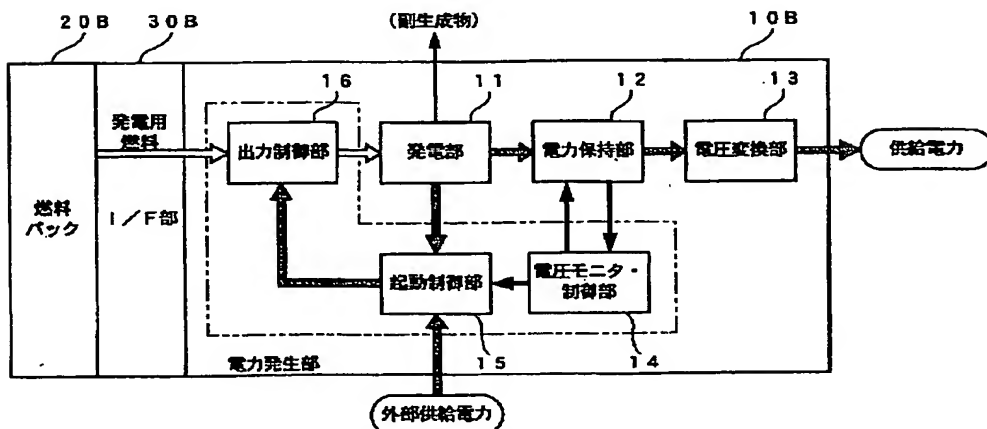 ２０Ｂ
３０Ｂ
(副生成物)
１０Ｂ
１６
１１
１２
１３
発電用
燃料
出力制御部
発電部
電力保持部
電圧変換部
供給電力
燃料
パック
Ｉ／Ｆ部
起動制御部
電圧モニタ・
制御部
１５
１４
電力発生部
外部供給電力